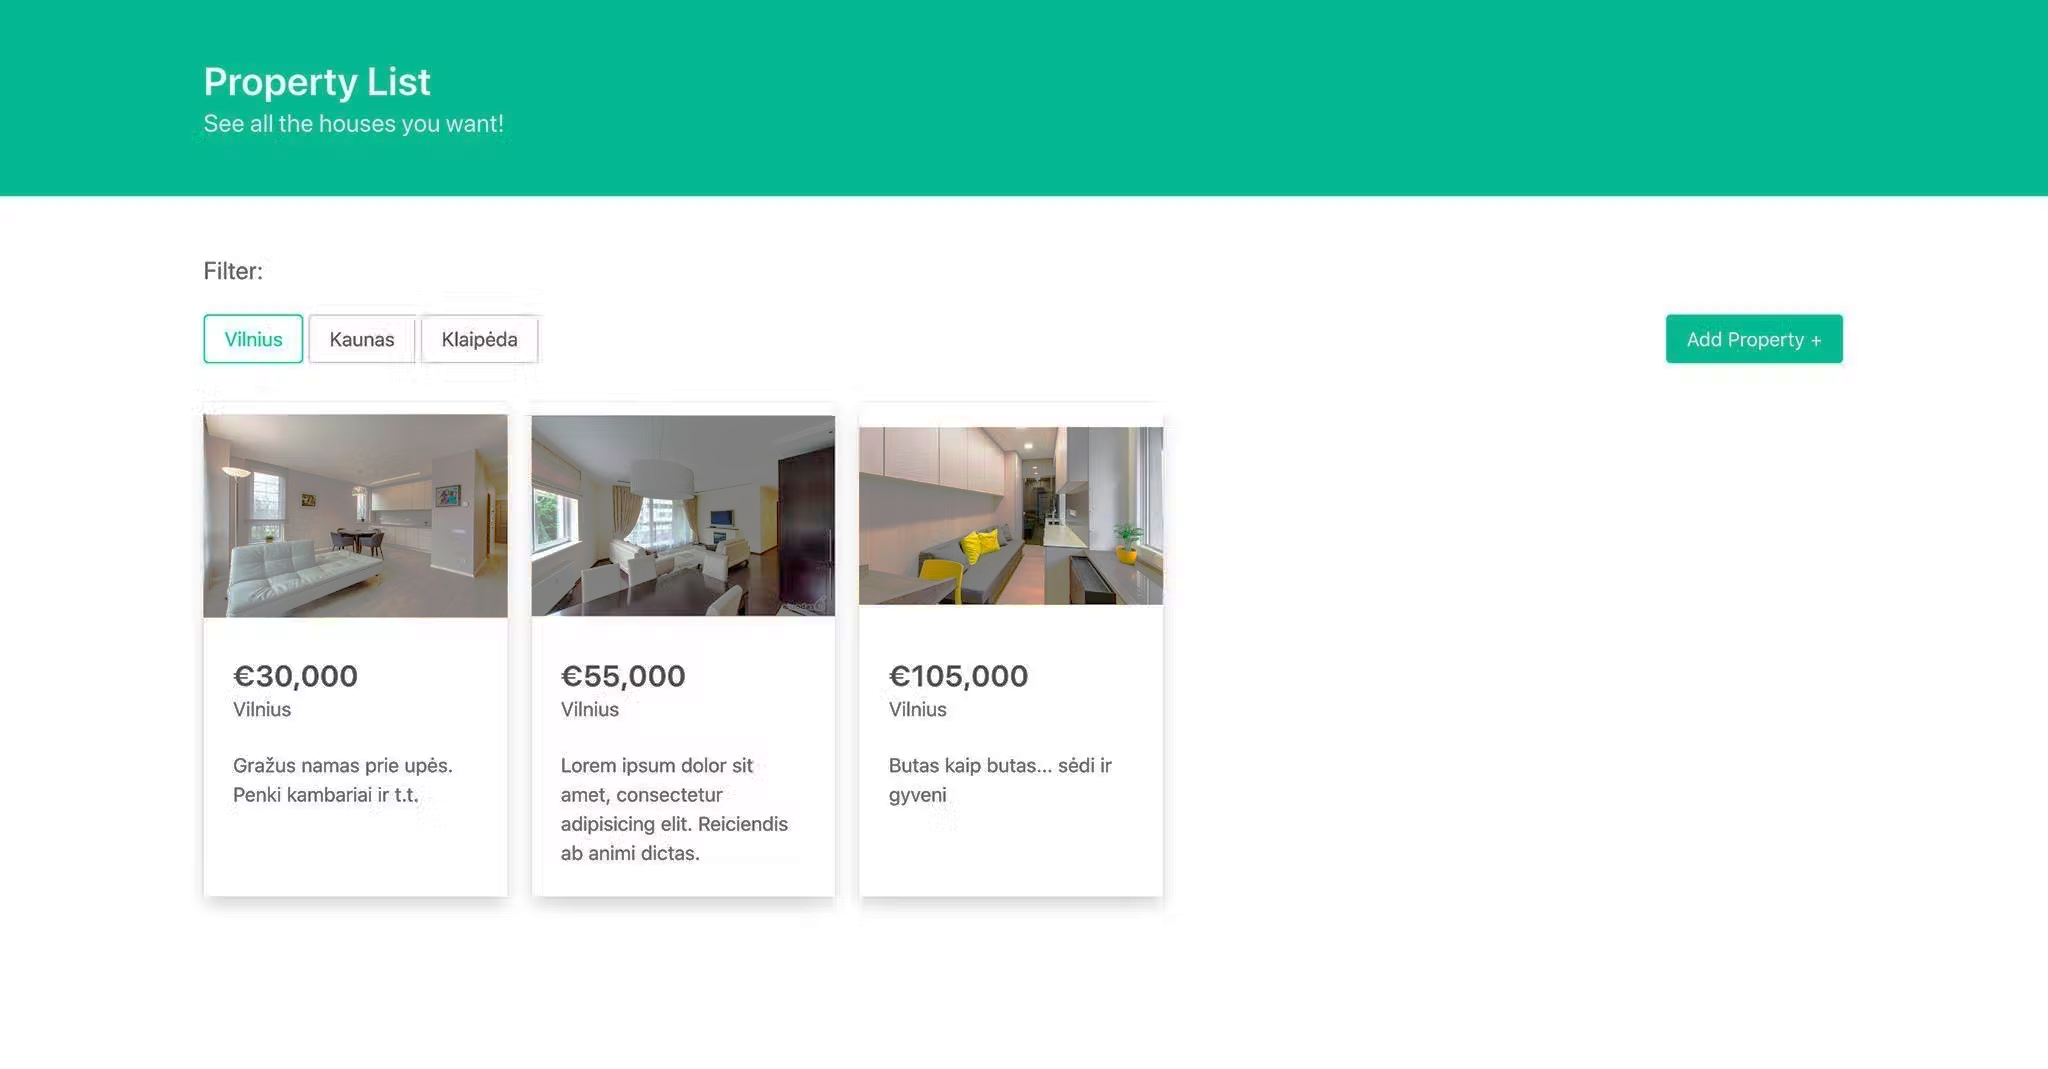 Property List
See all the houses you want!
Filter:
Vilnius
Kaunas
Klaipėda
Add Property +
€30,000
Vilnius
Gražus namas prie upės.
Penki kambariai ir t.t.
€55,000
Vilnius
Lorem ipsum dolor sit
amet, consectetur
adipisicing elit. Reiciendis
ab animi dictas.
€105,000
Vilnius
Butas kaip butas... sėdi ir
gyveni